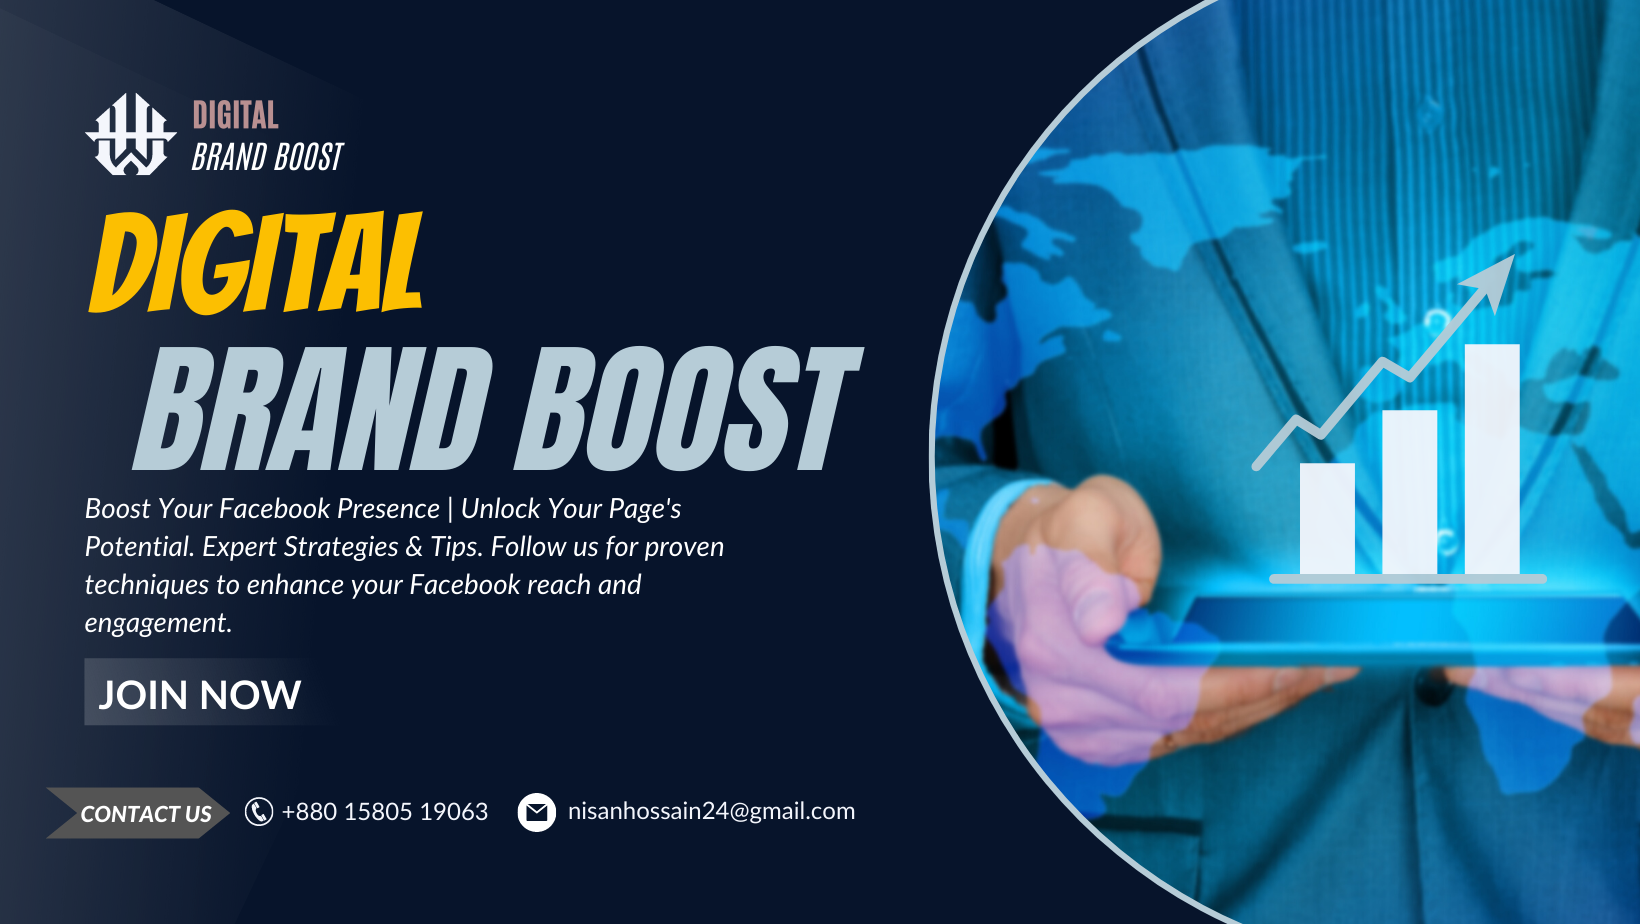 DIGITAL
BRAND BOOST
DIGITAL
BRAND BOOST
Boost Your Facebook Presence | Unlock Your Page's
Potential. Expert Strategies & Tips. Follow us for proven
techniques to enhance your Facebook reach and
engagement.
JOIN NOW
CONTACT US +880 15805 19063 nisanhossain24@gmail.com